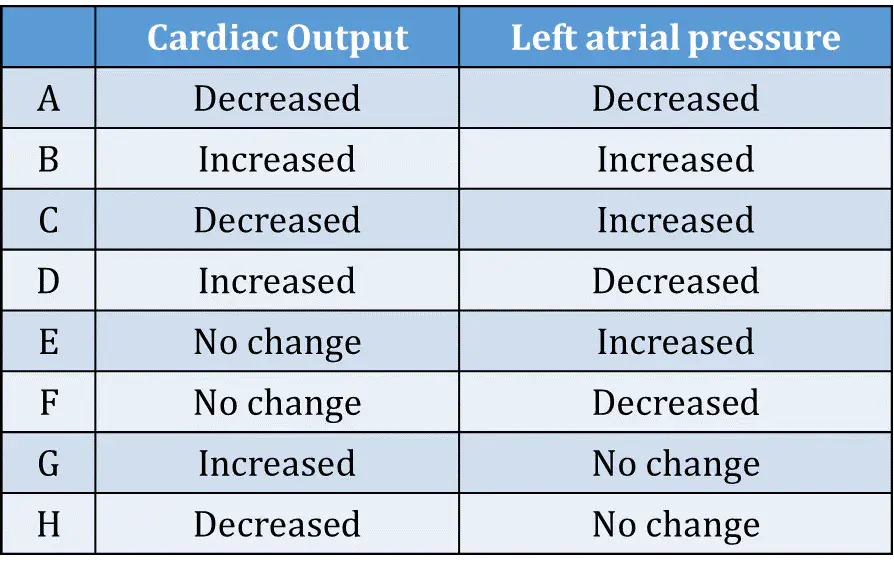 Cardiac Output Left atrial pressure
A Decreased Decreased
B Increased Increased
C Decreased Increased
D Increased Decreased
E No change Increased
F No change Decreased
G Increased No change
H Decreased No change